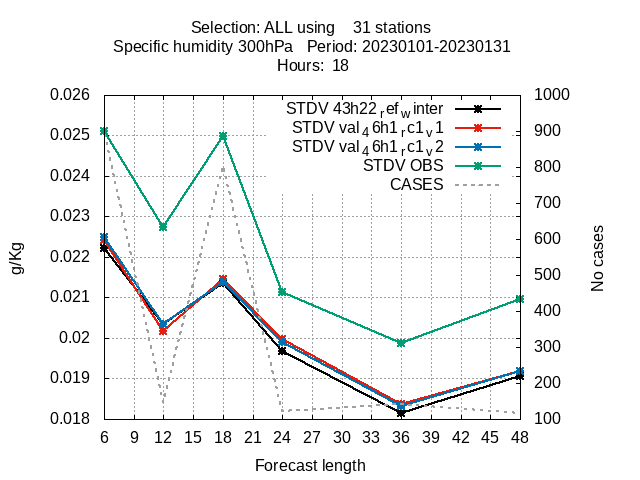 Selection: ALL using    31 stations
Specific humidity 300hPa   Period: 20230101-20230131
Hours:  18
0.026
0.025
0.024
0.023
0.022
0.021
0.02
0.019
0.018
g/Kg
STDV 43h22refwinter
STDV val46h1rc1v1
STDV val46h1rc1v2
STDV OBS
CASES
1000
900
800
700
600
500
400
300
200
100
No cases
6 9 12 15 18 21 24 27 30 33 36 39 42 45 48
Forecast length